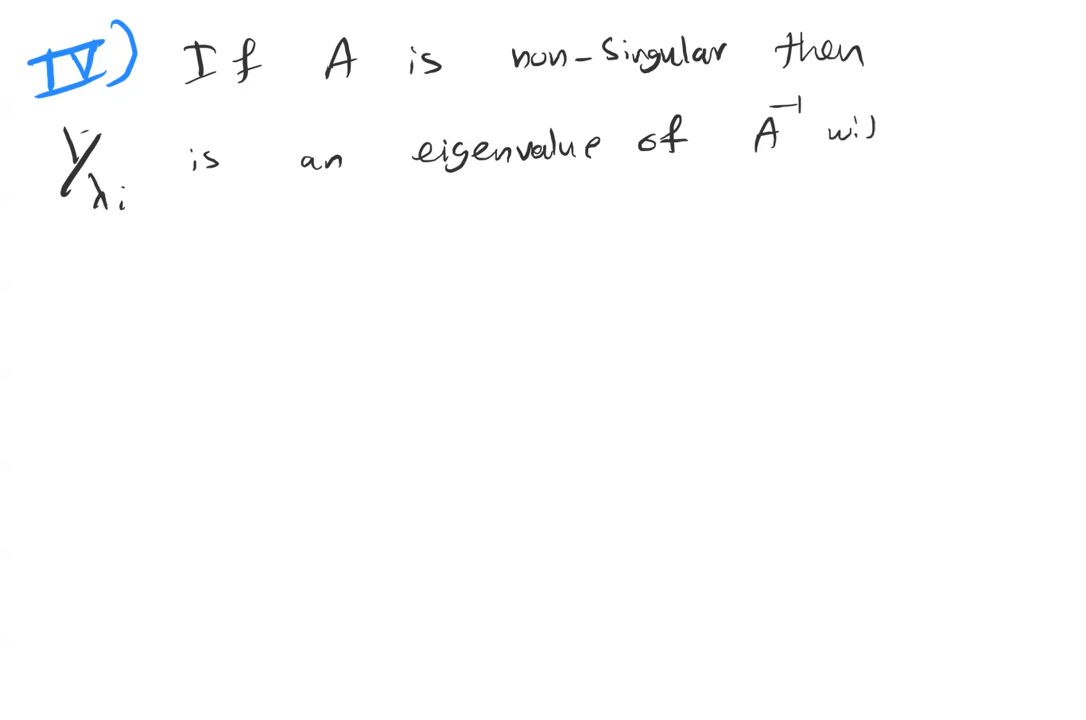 IV) If A is non-singular then
1/λi is an eigenvalue of A⁻¹